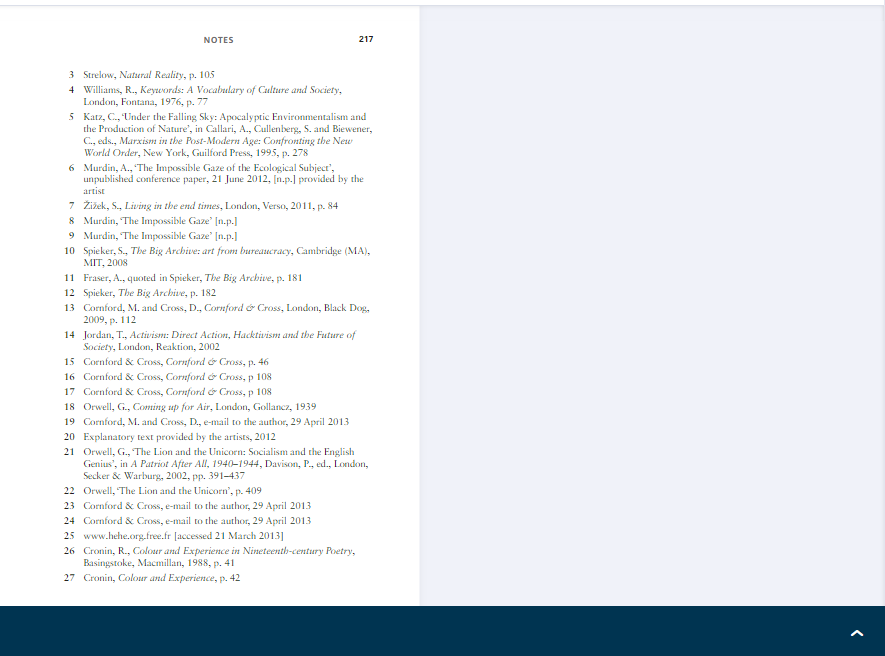 NOTES 217
3 Strelow, Natural Reality, p. 105
4 Williams, R., Keywords: A Vocabulary of Culture and Society,
London, Fontana, 1976, p. 77
5 Katz, C., ‘Under the Falling Sky: Apocalyptic Environmentalism and
the Production of Nature’, in Callari, A., Cullenberg, S. and Biewener,
C., eds., Marxism in the Post-Modern Age: Confronting the New
World Order, New York, Guilford Press, 1995, p. 278
6 Murdin, A., ‘The Impossible Gaze of the Ecological Subject’,
unpublished conference paper, 21 June 2012, [n.p.] provided by the
artist
7 Žižek, S., Living in the end times, London, Verso, 2011, p. 84
8 Murdin, ‘The Impossible Gaze’ [n.p.]
9 Murdin, ‘The Impossible Gaze’ [n.p.]
10 Spieker, S., The Big Archive: art from bureaucracy, Cambridge (MA),
MIT, 2008
11 Fraser, A., quoted in Spieker, The Big Archive, p. 181
12 Spieker, The Big Archive, p. 182
13 Cornford, M. and Cross, D., Cornford & Cross, London, Black Dog,
2009, p. 112
14 Jordan, T., Activism: Direct Action, Hacktivism and the Future of
Society, London, Reaktion, 2002
15 Cornford & Cross, Cornford & Cross, p. 46
16 Cornford & Cross, Cornford & Cross, p 108
17 Cornford & Cross, Cornford & Cross, p 108
18 Orwell, G., Coming up for Air, London, Gollancz, 1939
19 Cornford, M. and Cross, D., e-mail to the author, 29 April 2013
20 Explanatory text provided by the artists, 2012
21 Orwell, G., ‘The Lion and the Unicorn: Socialism and the English
Genius’, in A Patriot After All, 1940–1944, Davison, P., ed., London,
Secker & Warburg, 2002, pp. 391–437
22 Orwell, ‘The Lion and the Unicorn’, p. 409
23 Cornford & Cross, e-mail to the author, 29 April 2013
24 Cornford & Cross, e-mail to the author, 29 April 2013
25 www.hehe.org.free.fr [accessed 21 March 2013]
26 Cronin, R., Colour and Experience in Nineteenth-century Poetry,
Basingstoke, Macmillan, 1988, p. 41
27 Cronin, Colour and Experience, p. 42